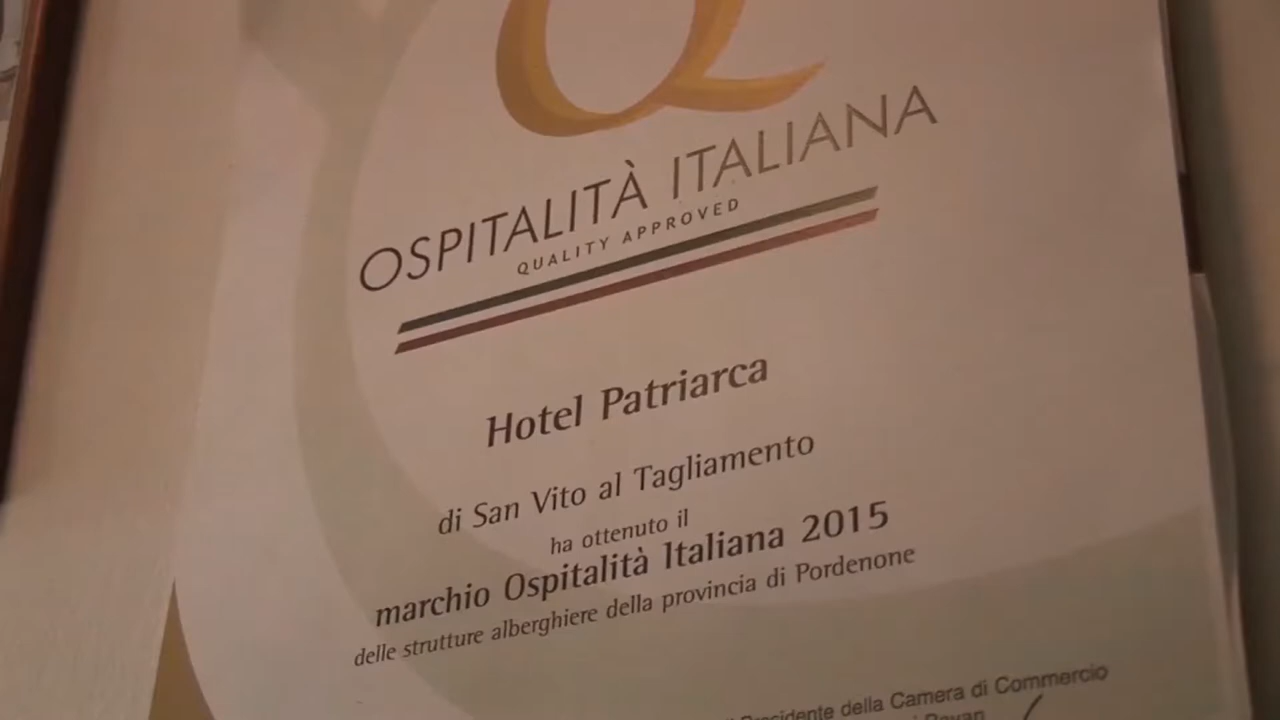 OSPITALITÀ ITALIANA
QUALITY APPROVED
Hotel Patriarca
di San Vito al Tagliamento
ha ottenuto il
marchio Ospitalità Italiana 2015
delle strutture alberghiere della provincia di Pordenone
della Camera di Commercio